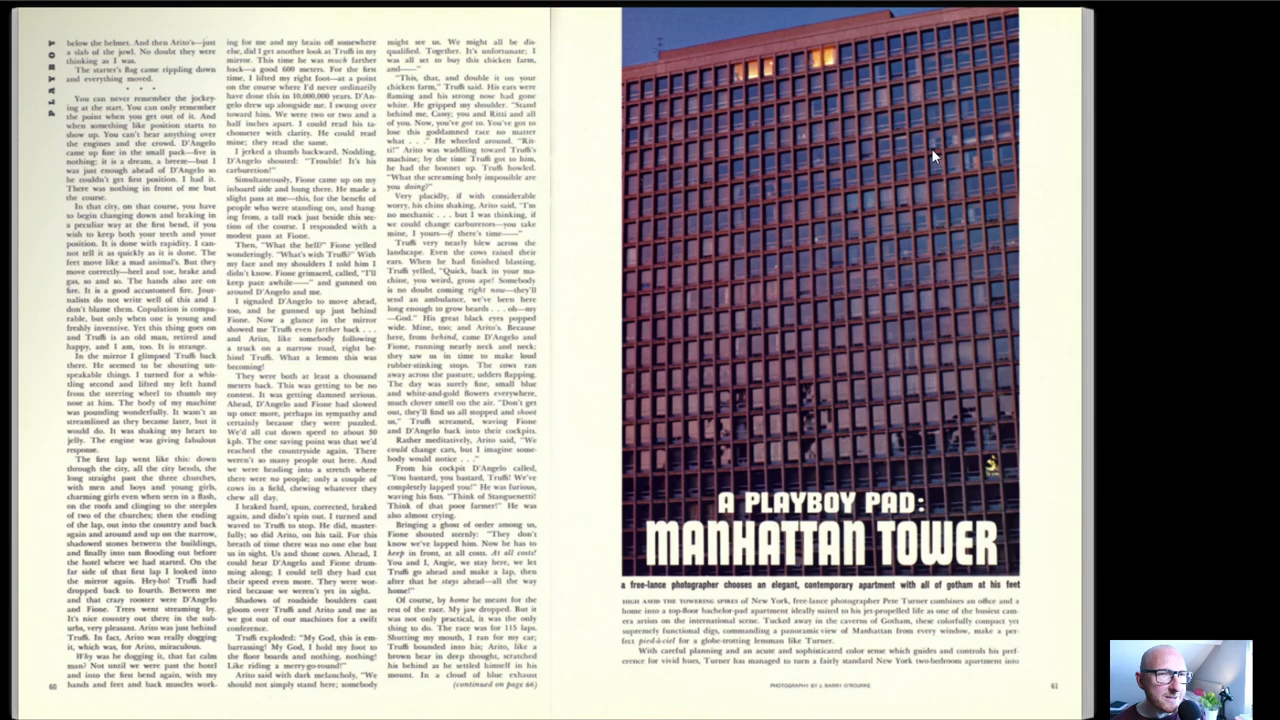 PLAYBOY
below the helmet. And then Arito's—just
a slab of the jowl. No doubt they were
thinking as I was.
The starter's flag came rippling down
and everything moved.
• • •
You can never remember the jockey-
ing at the start. You can only remember
the point when you get out of it. And
when something like position starts to
show up. You can't hear anything over
the engines and the crowd. D'Angelo
came up fine in the small pack—five is
nothing; it is a dream, a breeze—but I
was just enough ahead of D'Angelo so
he couldn't get first position. I had it.
There was nothing in front of me but
the course.
In that city, on that course, you have
to begin changing down and braking in
a peculiar way at the first bend, if you
wish to keep both your teeth and your
position. It is done with rapidity. I can-
not tell it as quickly as it is done. The
feet move like a mad animal's. But they
move correctly—heel and toe, brake and
gas, so and so. The hands also are on
fire. It is a good accustomed fire. Jour-
nalists do not write well of this and I
don't blame them. Copulation is compa-
rable, but only when one is young and
freshly inventive. Yet this thing goes on
and Truffi is an old man, retired and
happy, and I am, too. It is strange.
In the mirror I glimpsed Truffi back
there. He seemed to be shouting un-
speakable things. I turned for a whis-
tling second and lifted my left hand
from the steering wheel to thumb my
nose at him. The body of my machine
was pounding wonderfully. It wasn't as
streamlined as they became later, but it
would do. It was shaking my heart to
jelly. The engine was giving fabulous
response.
The first lap went like this: down
through the city, all the city bends, the
long straight past the three churches,
with men and boys and young girls,
charming girls even when seen in a flash,
on the roofs and clinging to the steeples
of two of the churches; then the ending
of the lap, out into the country and back
again and around and up on the narrow,
shadowed stones between the buildings,
and finally into sun flooding out before
the hotel where we had started. On the
far side of that first lap I looked into
the mirror again. Hey-ho! Truffi had
dropped back to fourth. Between me
and that crazy rooster were D'Angelo
and Fione. Trees went streaming by.
It's nice country out there in the sub-
urbs, very pleasant. Arito was just behind
Truffi. In fact, Arito was really dogging
it, which was, for Arito, miraculous.
Why was he dogging it, that fat calm
man? Not until we were past the hotel
and into the first bend again, with my
hands and feet and back muscles work-
60
ing for me and my brain off somewhere
else, did I get another look at Truffi in my
mirror. This time he was much farther
back—a good 600 meters. For the first
time, I lifted my right foot—at a point
on the course where I'd never ordinarily
have done this in 10,000,000 years. D'An-
gelo drew up alongside me. I swung over
toward him. We were two or two and a
half inches apart. I could read his ta-
chometer with clarity. He could read
mine; they read the same.
I jerked a thumb backward. Nodding,
D'Angelo shouted: "Trouble! It's his
carburetion!"
Simultaneously, Fione came up on my
inboard side and hung there. He made a
slight pass at me—this, for the benefit of
people who were standing on, and hang-
ing from, a tall rock just beside this sec-
tion of the course. I responded with a
modest pass at Fione.
Then, "What the hell?" Fione yelled
wonderingly. "What's with Truffi?" With
my face and my shoulders I told him I
didn't know. Fione grimaced, called, "I'll
keep pace awhile——" and gunned on
around D'Angelo and me.
I signaled D'Angelo to move ahead,
too, and he gunned up just behind
Fione. Now a glance in the mirror
showed me Truffi even farther back . . .
and Arito, like somebody following
a truck on a narrow road, right be-
hind Truffi. What a lemon this was
becoming!
They were both at least a thousand
meters back. This was getting to be no
contest. It was getting damned serious.
Ahead, D'Angelo and Fione had slowed
up once more, perhaps in sympathy and
certainly because they were puzzled.
We'd all cut down speed to about 50
kph. The one saving point was that we'd
reached the countryside again. There
weren't so many people out here. And
we were heading into a stretch where
there were no people; only a couple of
cows in a field, chewing whatever they
chew all day.
I braked hard, spun, corrected, braked
again, and didn't spin out. I turned and
waved to Truffi to stop. He did, master-
fully; so did Arito, on his tail. For this
breath of time there was no one else but
us in sight. Us and those cows. Ahead, I
could hear D'Angelo and Fione drum-
ming along; I could tell they had cut
their speed even more. They were wor-
ried because we weren't yet in sight.
Shadows of roadside boulders cast
gloom over Truffi and Arito and me as
we got out of our machines for a swift
conference.
Truffi exploded: "My God, this is em-
barrassing! My God, I hold my foot to
the floor boards and nothing, nothing!
Like riding a merry-go-round!"
Arito said with dark melancholy, "We
should not simply stand here; somebody
might see us. We might all be dis-
qualified. Together. It's unfortunate; I
was all set to buy this chicken farm,
and——"
"This, that, and double it on your
chicken farm," Truffi said. His ears were
flaming and his strong nose had gone
white. He gripped my shoulder. "Stand
behind me, Cassy; you and Ritti and all
of you. Now, you've got to. You've got to
lose this goddamned race no matter
what . . ." He wheeled around. "Rit-
ti!" Arito was waddling toward Truffi's
machine; by the time Truffi got to him,
he had the bonnet up. Truffi howled,
"What the screaming holy impossible are
you doing?"
Very placidly, if with considerable
worry, his chins shaking, Arito said, "I'm
no mechanic . . . but I was thinking, if
we could change carburetors—you take
mine, I yours—if there's time——"
Truffi very nearly blew across the
landscape. Even the cows raised their
ears. When he had finished blasting,
Truffi yelled, "Quick, back in your ma-
chine, you weird, gross ape! Somebody
is no doubt coming right now—they'll
send an ambulance, we've been here
long enough to grow beards . . . oh—my
—God." His great black eyes popped
wide. Mine, too; and Arito's. Because
here, from behind, came D'Angelo and
Fione, running nearly neck and neck;
they saw us in time to make loud
rubber-stinking stops. The cows ran
away across the pasture, udders flapping.
The day was surely fine, small blue
and white-and-gold flowers everywhere,
much clover smell on the air. "Don't get
out, they'll find us all stopped and shoot
us," Truffi screamed, waving Fione
and D'Angelo back into their cockpits.
Rather meditatively, Arito said, "We
could change cars, but I imagine some-
body would notice . . ."
From his cockpit D'Angelo called,
"You bastard, you bastard, Truffi! We've
completely lapped you!" He was furious,
waving his fists. "Think of Stanguenetti!
Think of that poor farmer!" He was
almost crying.
Bringing a ghost of order among us,
Fione shouted sternly: "They don't
know we've lapped him. Now he has to
keep in front, at all costs. At all costs!
You and I, Angie, we stay here, we let
Truffi go ahead and make a lap, then
after that he stays ahead—all the way
home!"
Of course, by home he meant for the
rest of the race. My jaw dropped. But it
was not only practical, it was the only
thing to do. The race was for 115 laps.
Shutting my mouth, I ran for my car;
Truffi bounded into his; Arito, like a
brown bear in deep thought, scratched
his behind as he settled himself in his
mount. In a cloud of blue exhaust
(continued on page 66)
A PLAYBOY PAD:
MANHATTAN TOWER
a free-lance photographer chooses an elegant, contemporary apartment with all of gotham at his feet
HIGH AMID THE TOWERING SPIRES of New York, free-lance photographer Pete Turner combines an office and a
home into a top-floor bachelor-pad apartment ideally suited to his jet-propelled life as one of the busiest cam-
era artists on the international scene. Tucked away in the caverns of Gotham, these colorfully compact yet
supremely functional digs, commanding a panoramic view of Manhattan from every window, make a per-
fect pied-à-ciel for a globe-trotting lensman like Turner.
With careful planning and an acute and sophisticated color sense which guides and controls his pref-
erence for vivid hues, Turner has managed to turn a fairly standard New York two-bedroom apartment into
PHOTOGRAPHY BY J. BARRY O'ROURKE
61